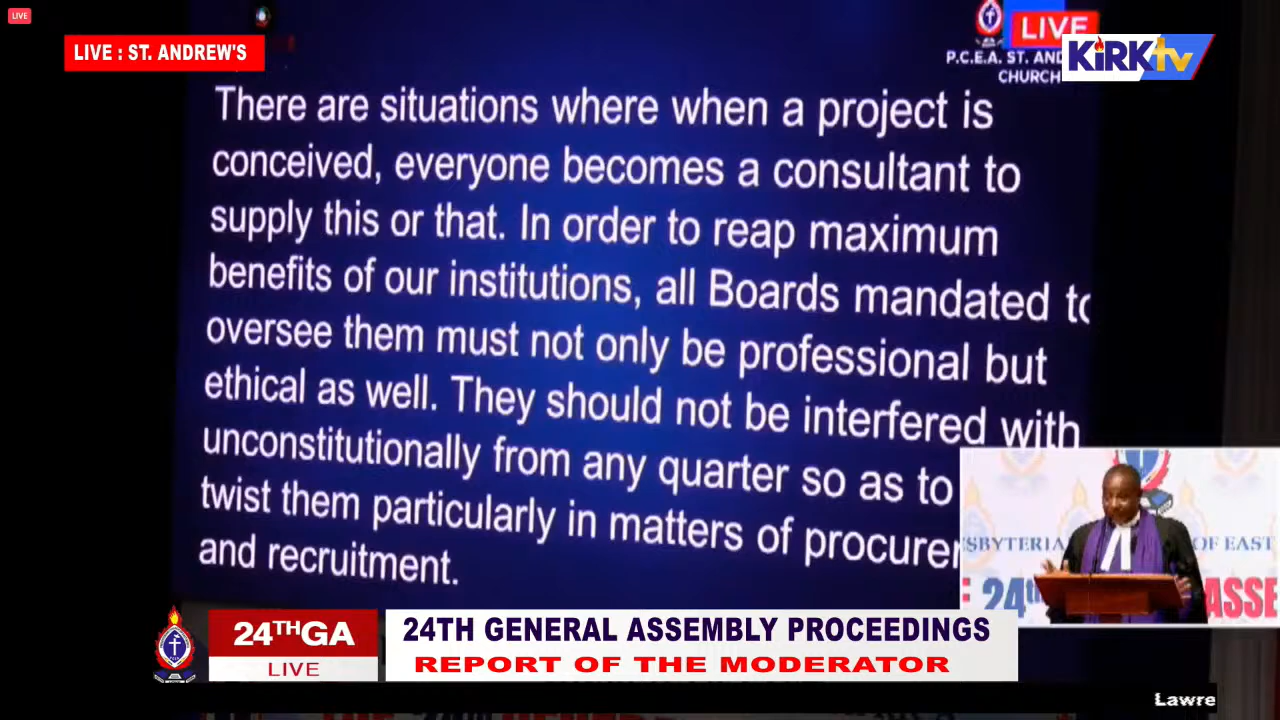 LIVE
LIVE : ST. ANDREW'S
LIVE
P.C.E.A. ST. AND
CHURCH
KiRKtv
There are situations where when a project is
conceived, everyone becomes a consultant to
supply this or that. In order to reap maximum
benefits of our institutions, all Boards mandated to
oversee them must not only be professional but
ethical as well. They should not be interfered with
unconstitutionally from any quarter so as to
twist them particularly in matters of procurem
and recruitment.
SBYTERIA OF EAST
24th ASSE
24TH GA
LIVE
24TH GENERAL ASSEMBLY PROCEEDINGS
REPORT OF THE MODERATOR
Lawre